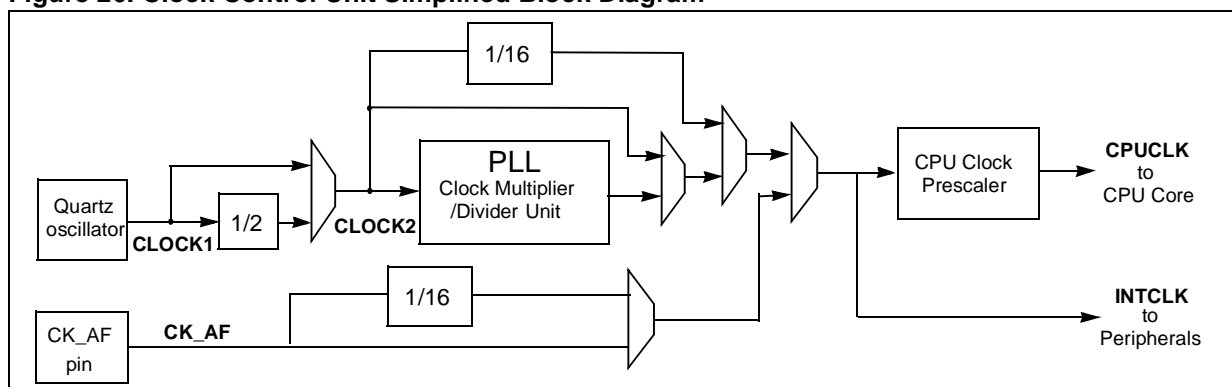 Figure 26. Clock Control Unit Simplified Block Diagram
1/16
PLL
Clock Multiplier
/Divider Unit
CPU Clock
Prescaler
CPUCLK
to
CPU Core
Quartz
oscillator
CLOCK1
1/2
CLOCK2
1/16
CK_AF
pin
CK_AF
INTCLK
to
Peripherals